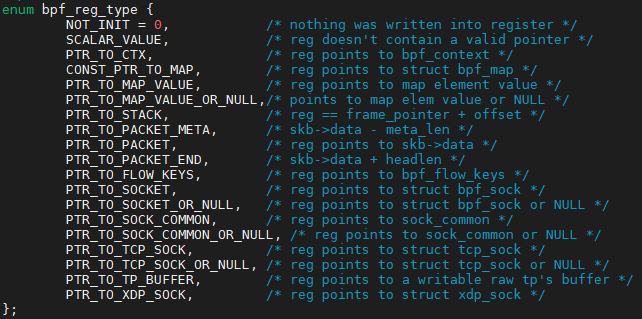 enum bpf_reg_type {
        NOT_INIT = 0,             /* nothing was written into register */
        SCALAR_VALUE,             /* reg doesn't contain a valid pointer */
        PTR_TO_CTX,               /* reg points to bpf_context */
        CONST_PTR_TO_MAP,         /* reg points to struct bpf_map */
        PTR_TO_MAP_VALUE,         /* reg points to map element value */
        PTR_TO_MAP_VALUE_OR_NULL,/* points to map elem value or NULL */
        PTR_TO_STACK,             /* reg == frame_pointer + offset */
        PTR_TO_PACKET_META,       /* skb->data - meta_len */
        PTR_TO_PACKET,            /* reg points to skb->data */
        PTR_TO_PACKET_END,        /* skb->data + headlen */
        PTR_TO_FLOW_KEYS,         /* reg points to bpf_flow_keys */
        PTR_TO_SOCKET,            /* reg points to struct bpf_sock */
        PTR_TO_SOCKET_OR_NULL,    /* reg points to struct bpf_sock or NULL */
        PTR_TO_SOCK_COMMON,       /* reg points to sock_common */
        PTR_TO_SOCK_COMMON_OR_NULL, /* reg points to sock_common or NULL */
        PTR_TO_TCP_SOCK,          /* reg points to struct tcp_sock */
        PTR_TO_TCP_SOCK_OR_NULL,  /* reg points to struct tcp_sock or NULL */
        PTR_TO_TP_BUFFER,         /* reg points to a writable raw tp's buffer */
        PTR_TO_XDP_SOCK,          /* reg points to struct xdp_sock */
};